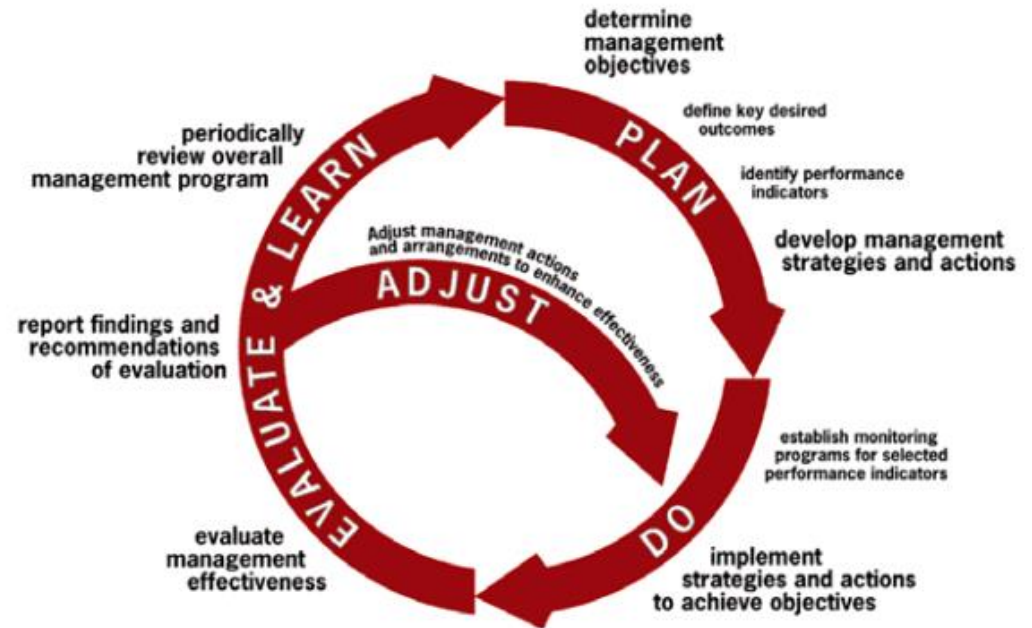 determine
management
objectives
define key desired
outcomes
identify performance
indicators
develop management
strategies and actions
PLAN
establish monitoring
programs for selected
performance indicators
DO
implement
strategies and actions
to achieve objectives
evaluate
management
effectiveness
report findings and
recommendations
of evaluation
periodically
review overall
management program
EVALUATE & LEARN
Adjust management actions
and arrangements to enhance effectiveness
ADJUST